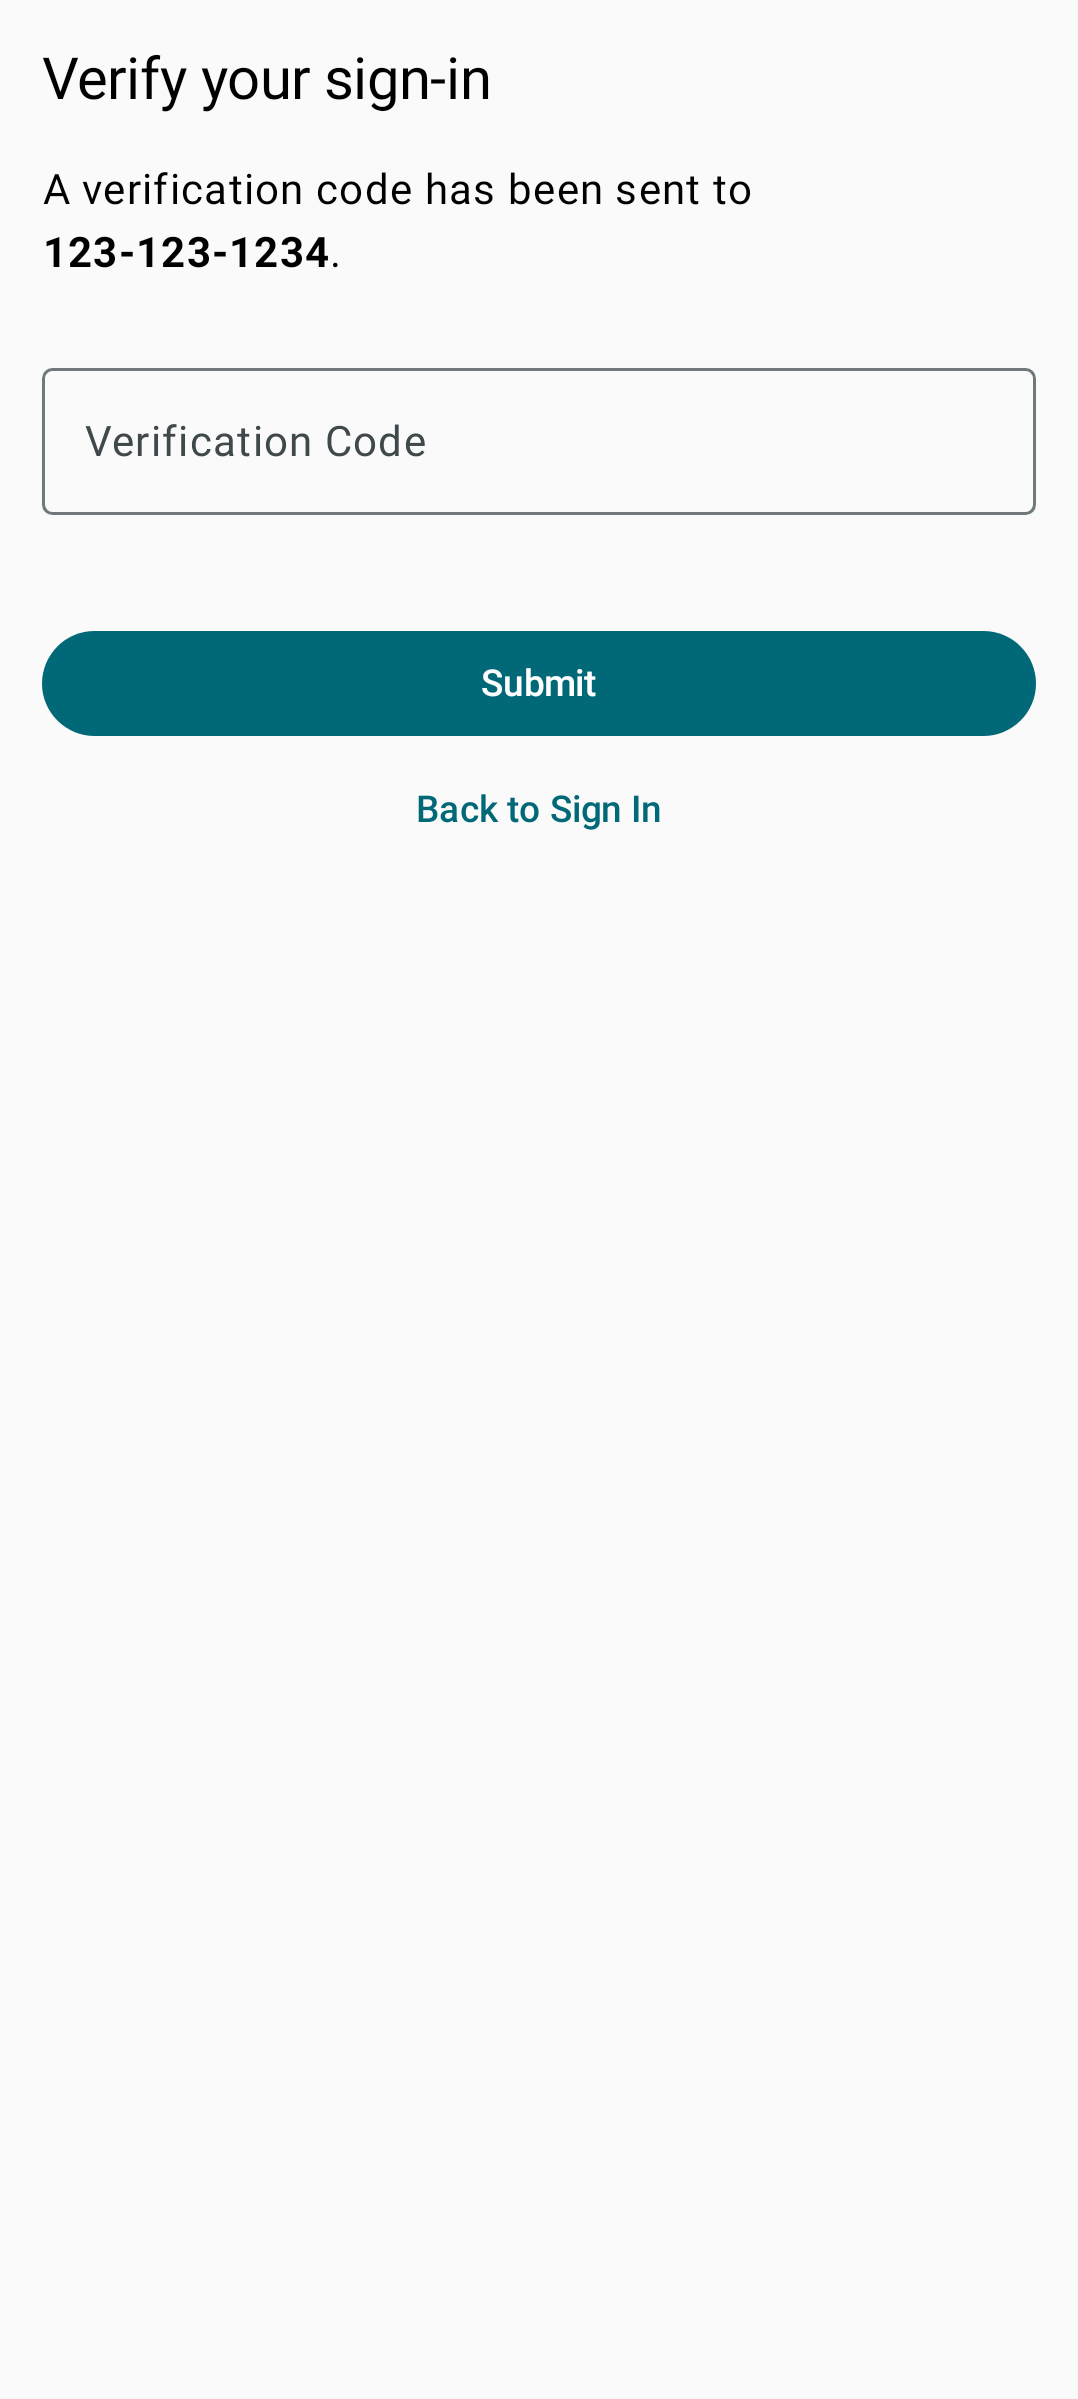 Verify your sign-in
A verification code has been sent to
123-123-1234.
Verification Code
Submit
Back to Sign In